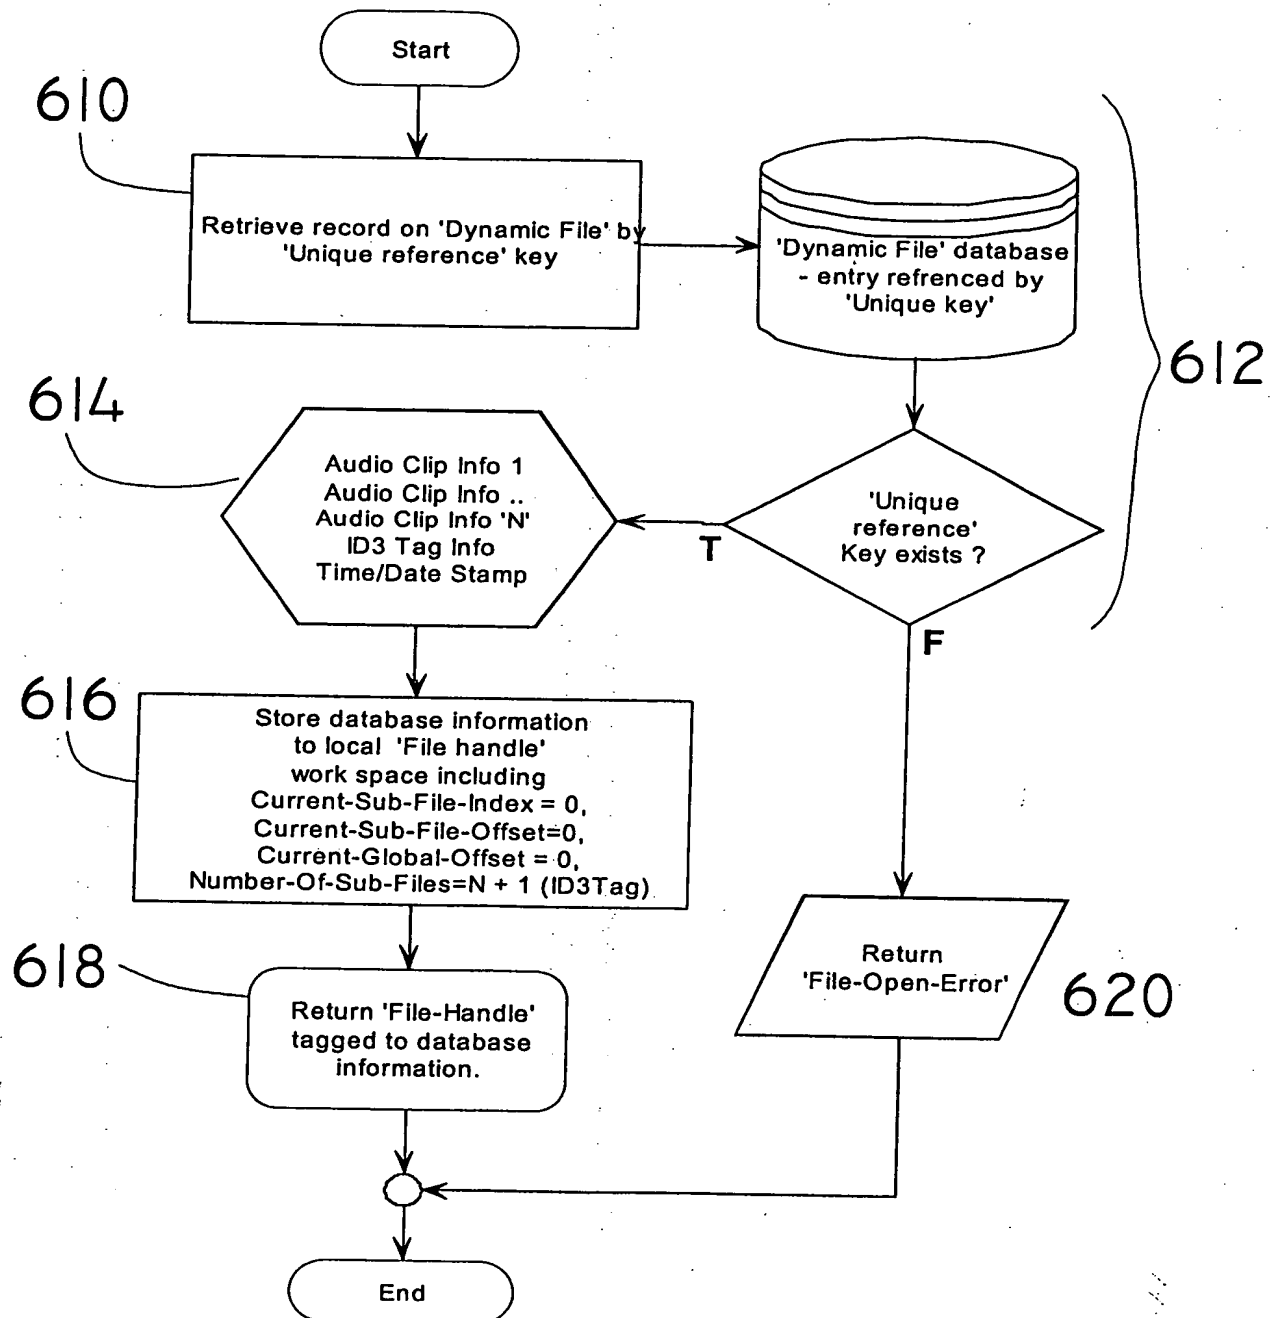 Start
610
Retrieve record on 'Dynamic File' by
'Unique reference' key
'Dynamic File' database
- entry refrenced by
'Unique key'
612
614
Audio Clip Info 1
Audio Clip Info ..
Audio Clip Info 'N'
ID3 Tag Info
Time/Date Stamp
T
'Unique
reference'
Key exists ?
F
616
Store database information
to local 'File handle'
work space including
Current-Sub-File-Index = 0,
Current-Sub-File-Offset=0,
Current-Global-Offset = 0,
Number-Of-Sub-Files=N + 1 (ID3Tag)
618
Return 'File-Handle'
tagged to database
information.
Return
'File-Open-Error'
620
End